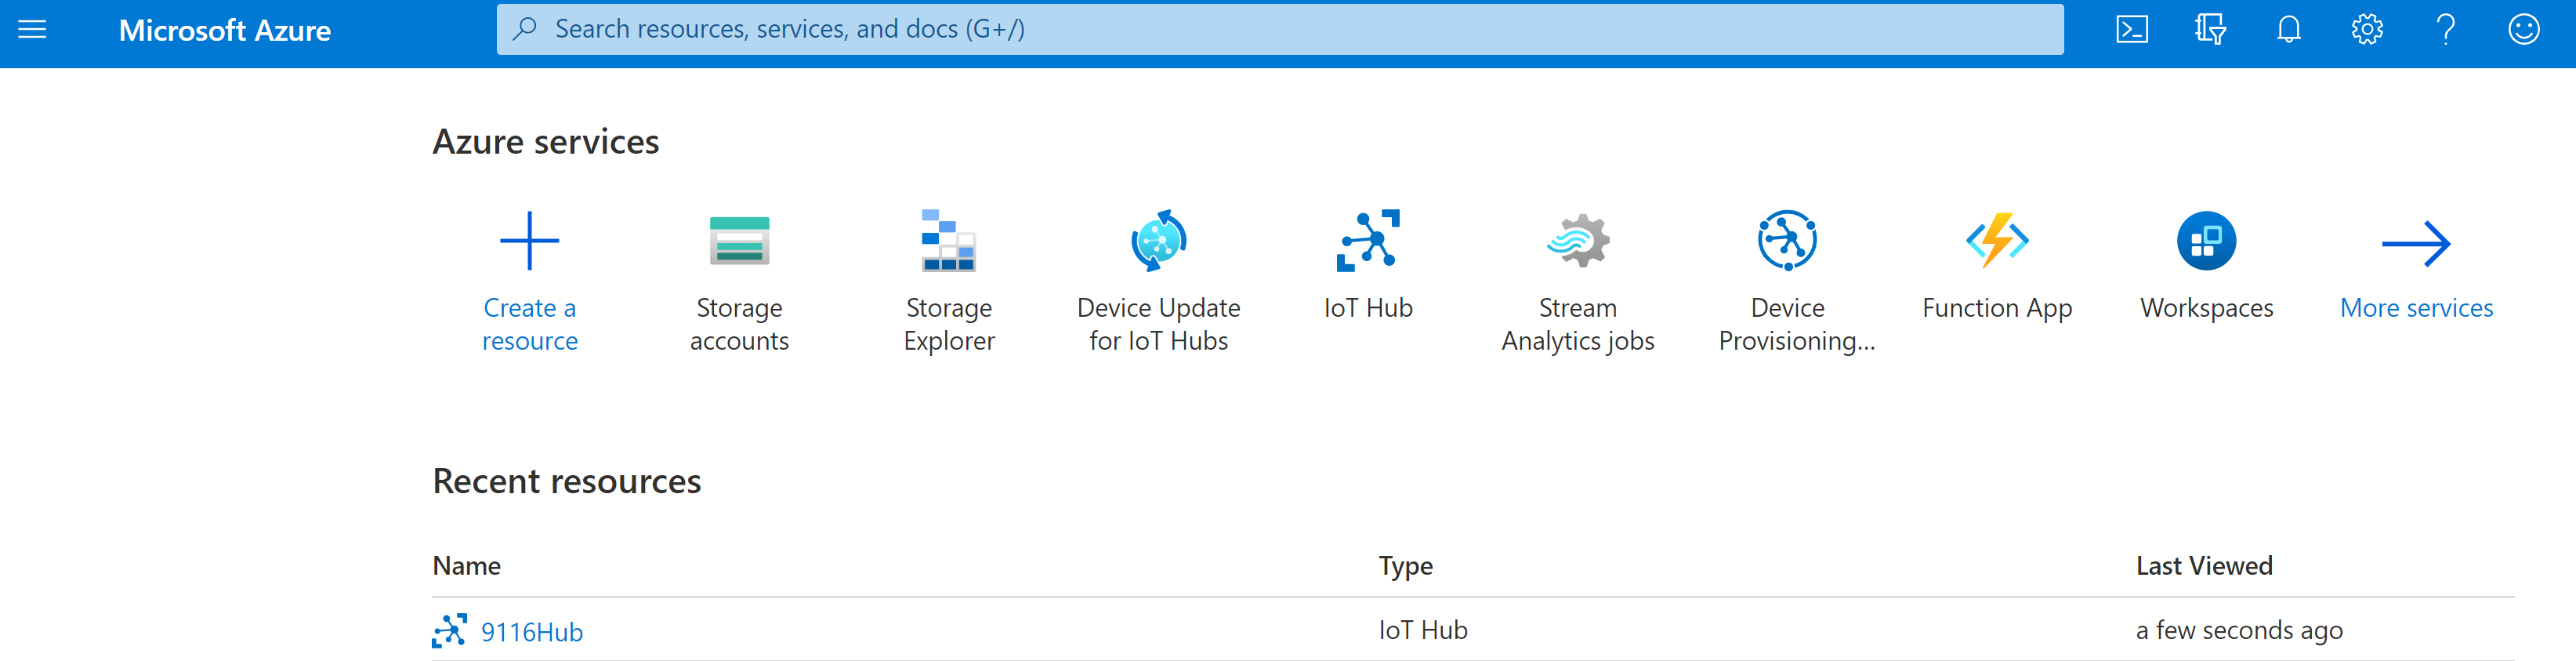 Microsoft Azure
Search resources, services, and docs (G+/)
Azure services
Create a
resource
Storage
accounts
Storage
Explorer
Device Update
for IoT Hubs
IoT Hub
Stream
Analytics jobs
Device
Provisioning...
Function App
Workspaces
More services
Recent resources
Name Type Last Viewed
9116Hub IoT Hub a few seconds ago